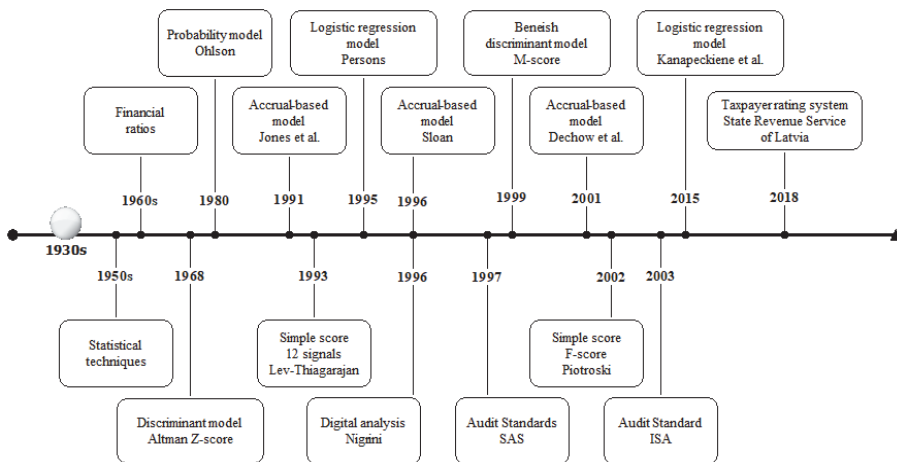 Probability model
Ohlson
Logistic regression
model
Persons
Beneish
discriminant model
M-score
Logistic regression
model
Kanapeckiene et al.
Financial
ratios
Accrual-based
model
Jones et al.
Accrual-based
model
Sloan
Accrual-based
model
Dechow et al.
Taxpayer rating system
State Revenue Service
of Latvia
1960s
1980
1991
1995
1996
1999
2001
2015
2018
1930s
1950s
1968
1993
1996
1997
2002
2003
Statistical
techniques
Simple score
12 signals
Lev-Thiagarajan
Simple score
F-score
Piotroski
Discriminant model
Altman Z-score
Digital analysis
Nigrini
Audit Standards
SAS
Audit Standard
ISA